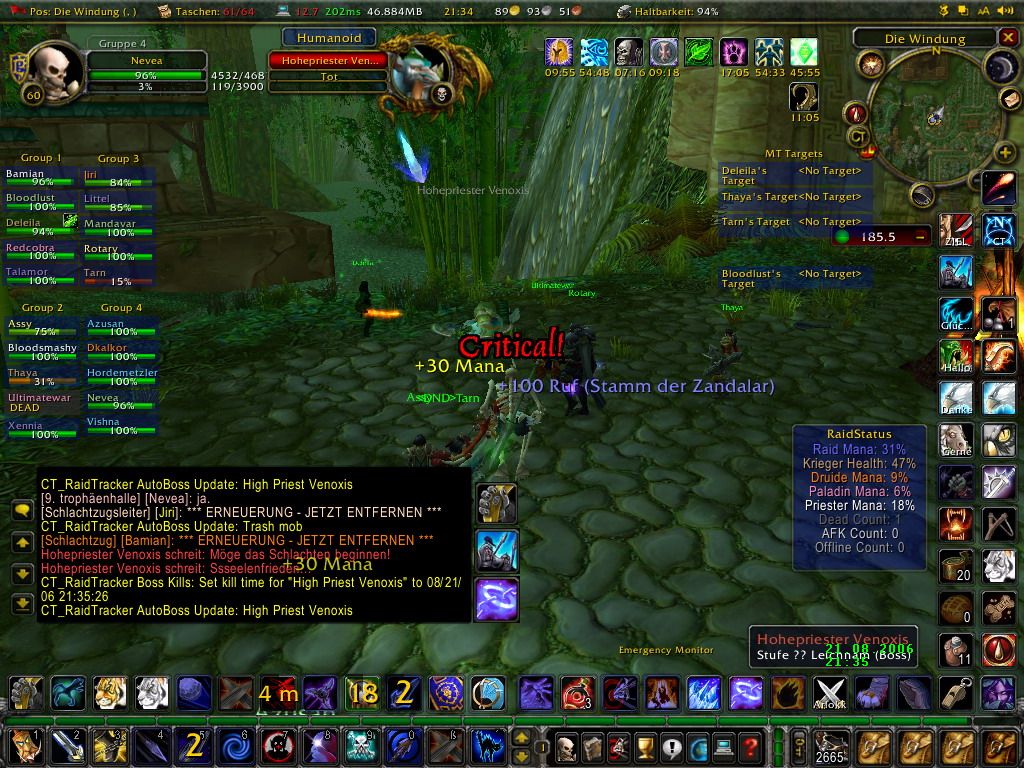 Pos: Die Windung (. )
Taschen: 61/64
12.7 202ms 46.884MB
21:34
89 93 51
Haltbarkeit: 94%
Gruppe 4
Nevea
96%
3%
4532/468
119/3900
60
Humanoid
Hohepriester Ven...
Tot
09:55 54:48 07:16 09:18 17:05 54:33 45:55
11:05
Die Windung
N
CT
Hohepriester Venoxis
MT Targets
Deleila's Target <No Target>
Thaya's Target <No Target>
Tarn's Target <No Target>
185.5
Bloodlust's Target <No Target>
Group 1
Bamian 96%
Bloodlust 100%
Deleila 94%
Redcobra 100%
Talamor 100%
Group 3
Jiri 84%
Littel 85%
Mandavar 100%
Rotary 100%
Tarn 15%
Group 2
Assy 75%
Bloodsmashy 100%
Thaya 31%
Ultimatewar DEAD
Xennia 100%
Group 4
Azusan 100%
Dkalkor 100%
Hordemetzler 100%
Nevea 96%
Vishna 100%
Deleila
Ultimatewar
Rotary
Thaya
Critical!
+30 Mana
+100 Ruf (Stamm der Zandalar)
RaidStatus
Raid Mana: 31%
Krieger Health: 47%
Druide Mana: 9%
Paladin Mana: 6%
Priester Mana: 18%
Dead Count: 1
AFK Count: 0
Offline Count: 0
CT_RaidTracker AutoBoss Update: High Priest Venoxis
[9. trophäenhalle] [Nevea]: ja.
[Schlachtzugsleiter] [Jiri]: *** ERNEUERUNG - JETZT ENTFERNEN ***
CT_RaidTracker AutoBoss Update: Trash mob
[Schlachtzug] [Bamian]: *** ERNEUERUNG - JETZT ENTFERNEN ***
Hohepriester Venoxis schreit: Möge das Schlachten beginnen!
Hohepriester Venoxis schreit: Ssseelenfrieden...
+30 Mana
CT_RaidTracker Boss Kills: Set kill time for "High Priest Venoxis" to 08/21/
06 21:35:26
CT_RaidTracker AutoBoss Update: High Priest Venoxis
Emergency Monitor
Hohepriester Venoxis
Stufe ?? Leichnam (Boss)
21 08 2006
21:35
CT
Hallo
Danke
Gerne
20
0
11
4 m
18
2
3
Arlokk
2
2665